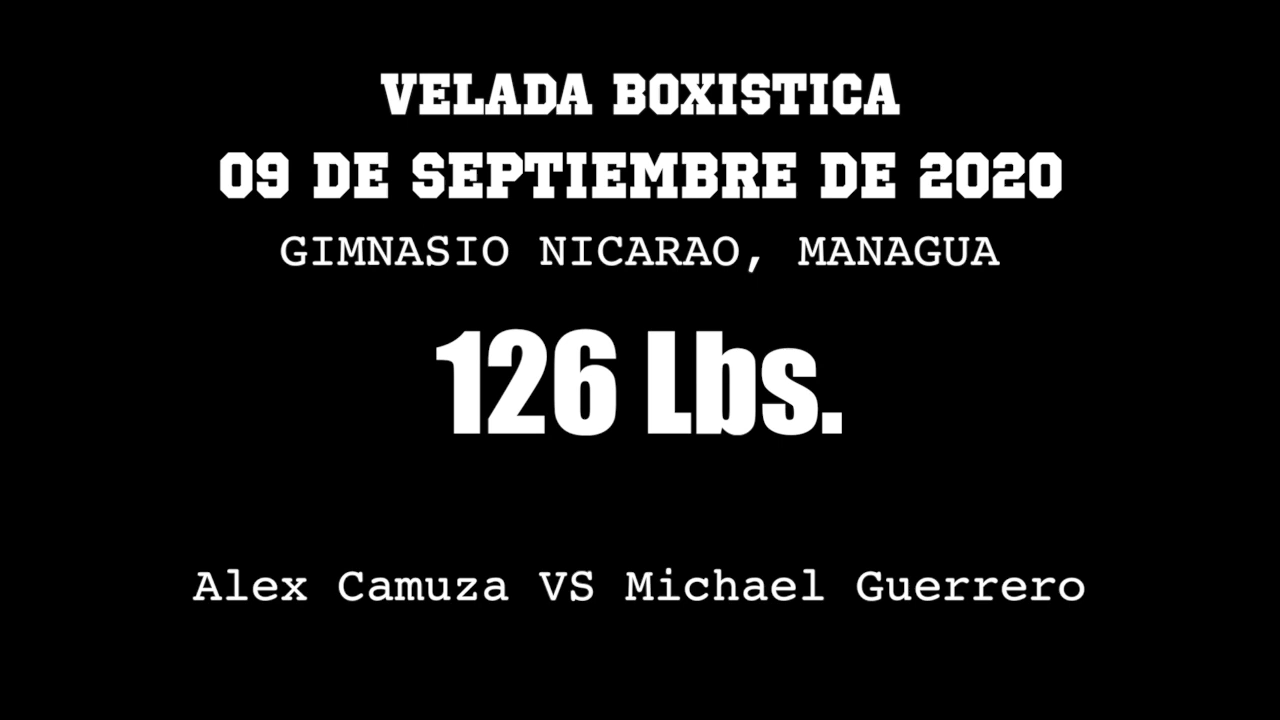 VELADA BOXISTICA
09 DE SEPTIEMBRE DE 2020
GIMNASIO NICARAO, MANAGUA
126 Lbs.
Alex Camuza VS Michael Guerrero